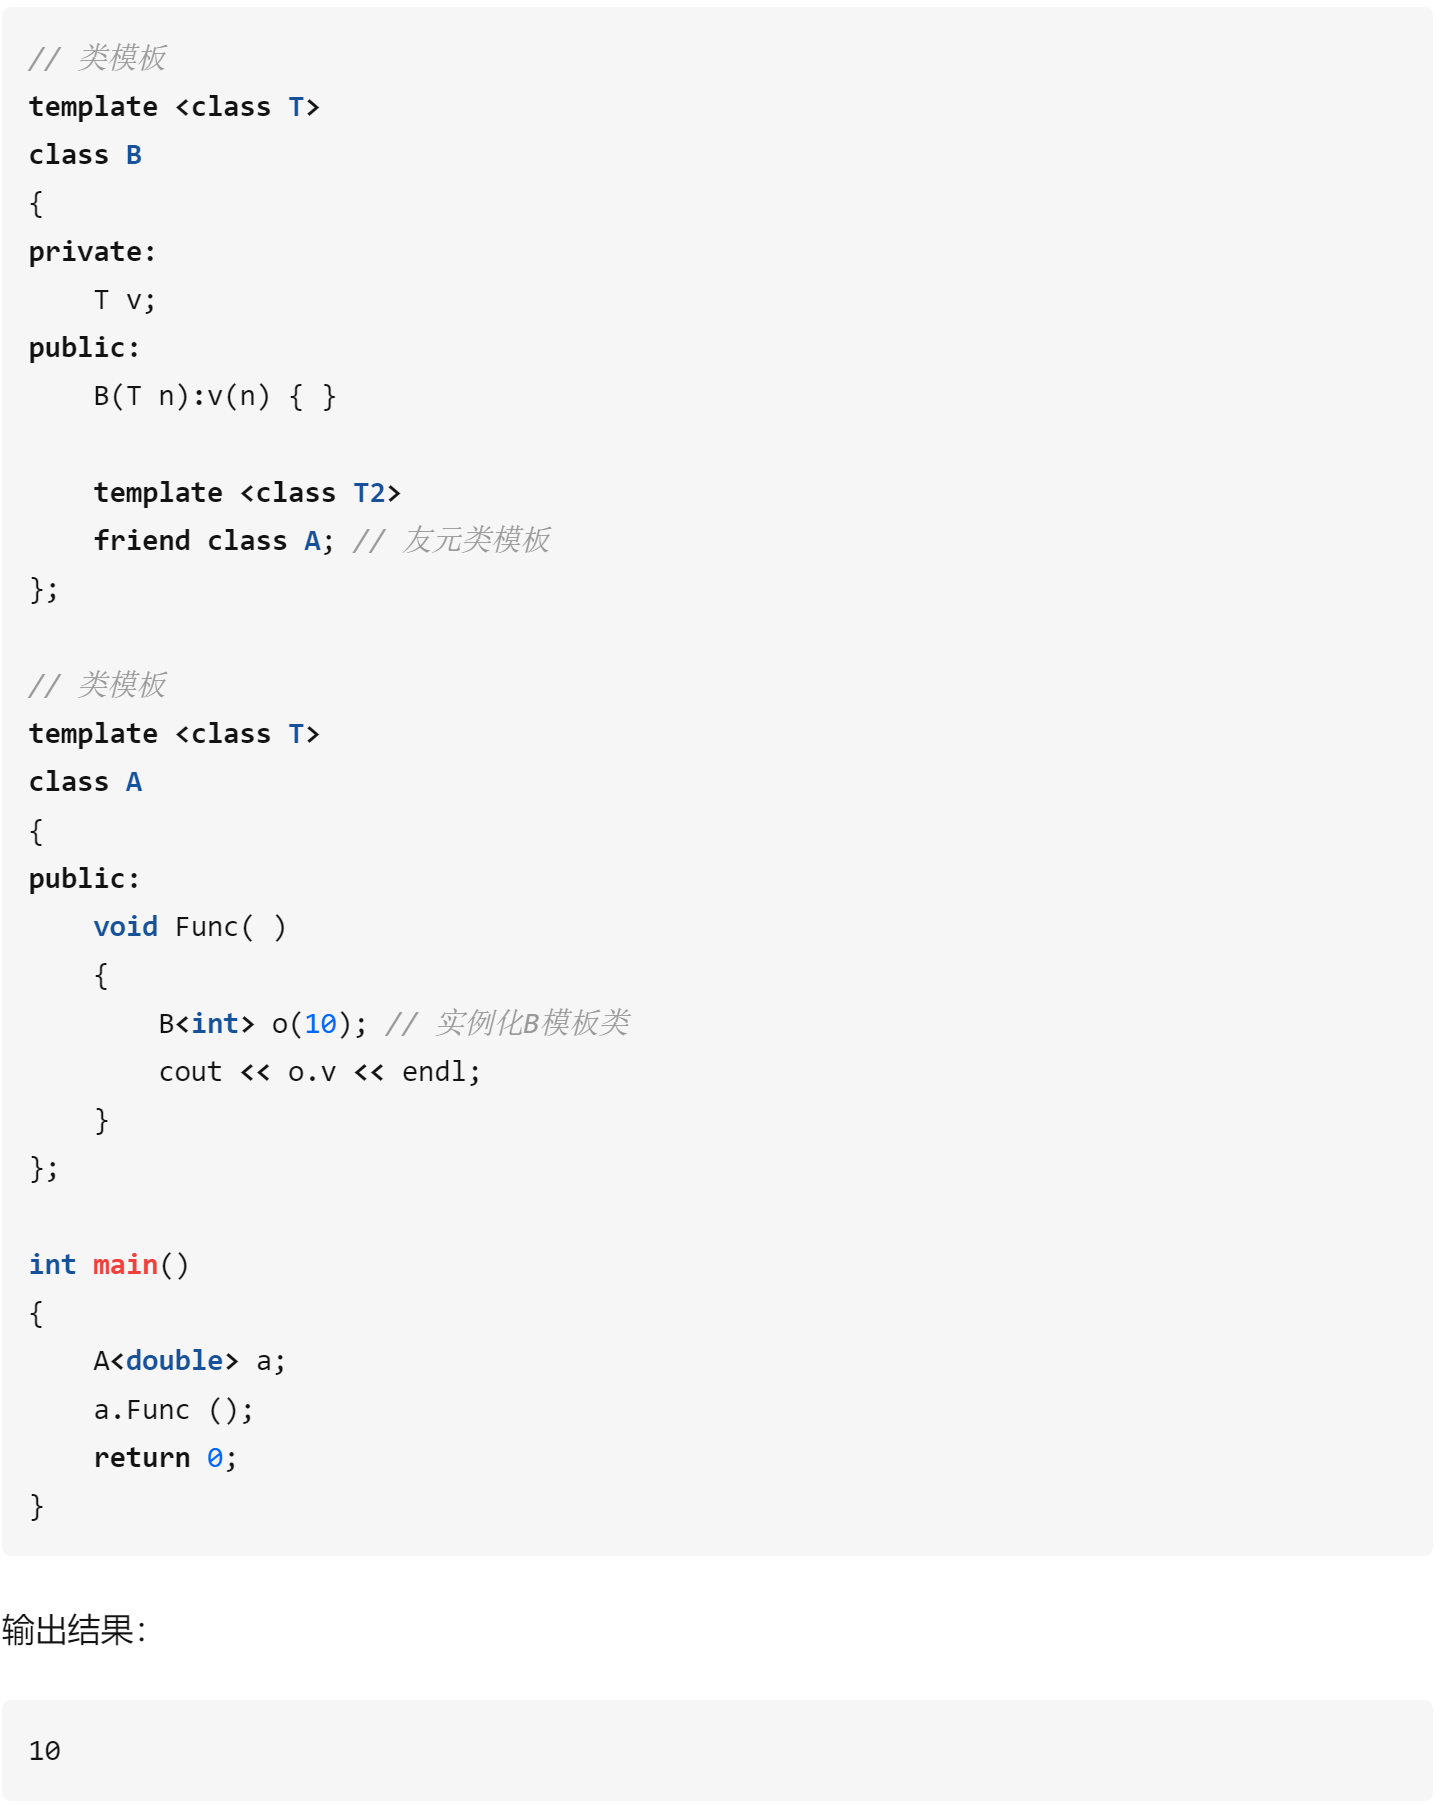 // 类模板
template <class T>
class B
{
private:
    T v;
public:
    B(T n):v(n) { }

    template <class T2>
    friend class A; // 友元类模板
};

// 类模板
template <class T>
class A
{
public:
    void Func( )
    {
        B<int> o(10); // 实例化B模板类
        cout << o.v << endl;
    }
};

int main()
{
    A<double> a;
    a.Func ();
    return 0;
}
输出结果：
10